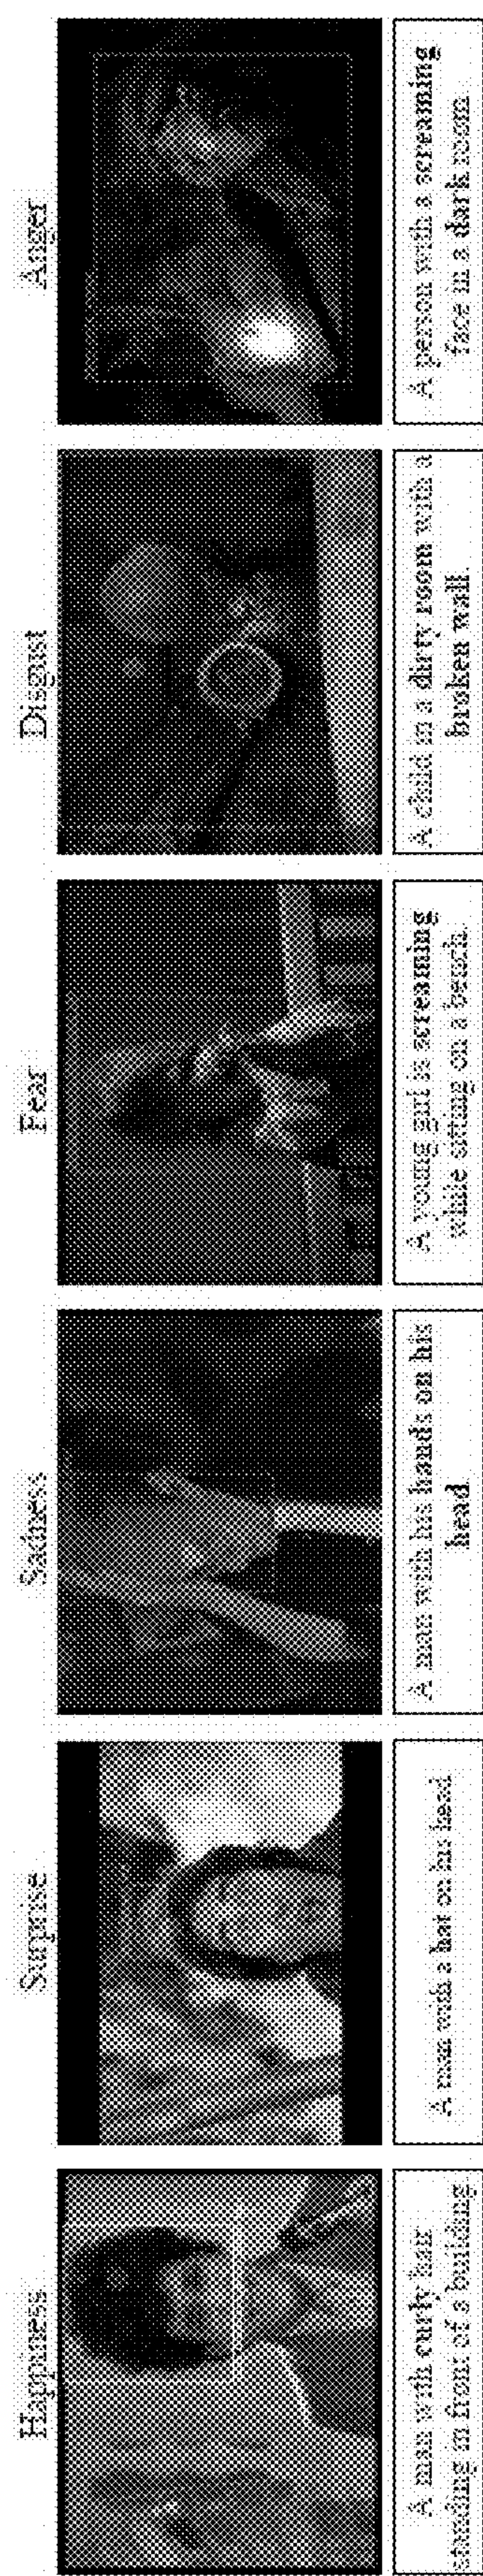 Happiness
Surprise
Sadness
Fear
Disgust
Anger
A man with curly hair
standing in front of a building.
A man with a hat on his head
A man with his hands on his
head.
A young girl is screaming
while sitting on a bench.
A child in a dirty room with a
broken wall.
A person with a screaming
face in a dark room.